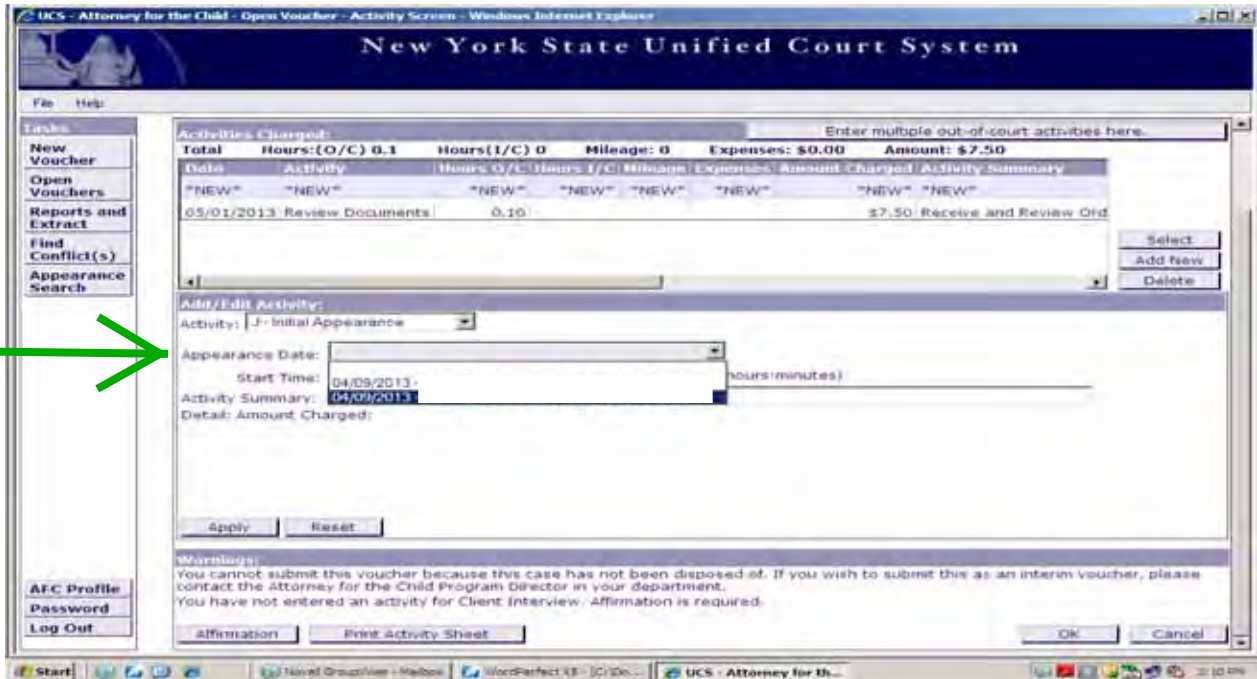 UCS - Attorney for the Child - Open Voucher - Activity Screen - Windows Internet Explorer
New York State Unified Court System
File Help
Tasks
New Voucher
Open Vouchers
Reports and Extract
Find Conflict(s)
Appearance Search
Activities Charged: Enter multiple out-of-court activities here.
Total Hours:(O/C) 0.1 Hours(I/C) 0 Mileage: 0 Expenses: $0.00 Amount: $7.50
Date Activity Hours O/C Hours I/C Mileage Expenses Amount Charged Activity Summary
*NEW* *NEW* *NEW* *NEW* *NEW* *NEW* *NEW* *NEW*
05/01/2013 Review Documents 0.10 $7.50 Receive and Review Ord
Select
Add New
Delete
Add/Edit Activity:
Activity: J - Initial Appearance
Appearance Date:
Start Time: hours:minutes)
04/09/2013 -
Activity Summary: 04/09/2013 -
Detail: Amount Charged:
Apply Reset
Warnings:
You cannot submit this voucher because this case has not been disposed of. If you wish to submit this as an interim voucher, please
contact the Attorney for the Child Program Director in your department.
You have not entered an activity for Client Interview. Affirmation is required.
AFC Profile
Password
Log Out
Affirmation Print Activity Sheet OK Cancel
Start Novell GroupWise - Mailbox WordPerfect X3 - [C:\Do... UCS - Attorney for th...